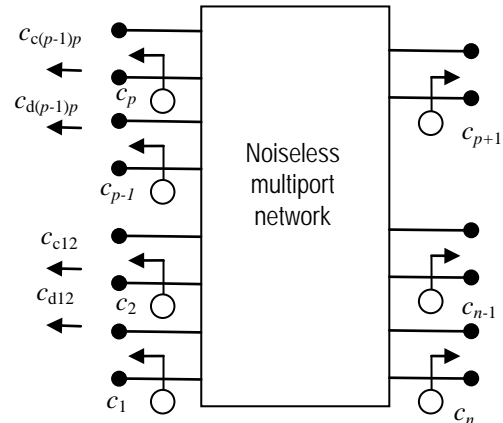 c_c(p-1)p
c_p
c_d(p-1)p
c_p-1
c_c12
c_2
c_d12
c_1
Noiseless
multiport
network
c_p+1
c_n-1
c_n